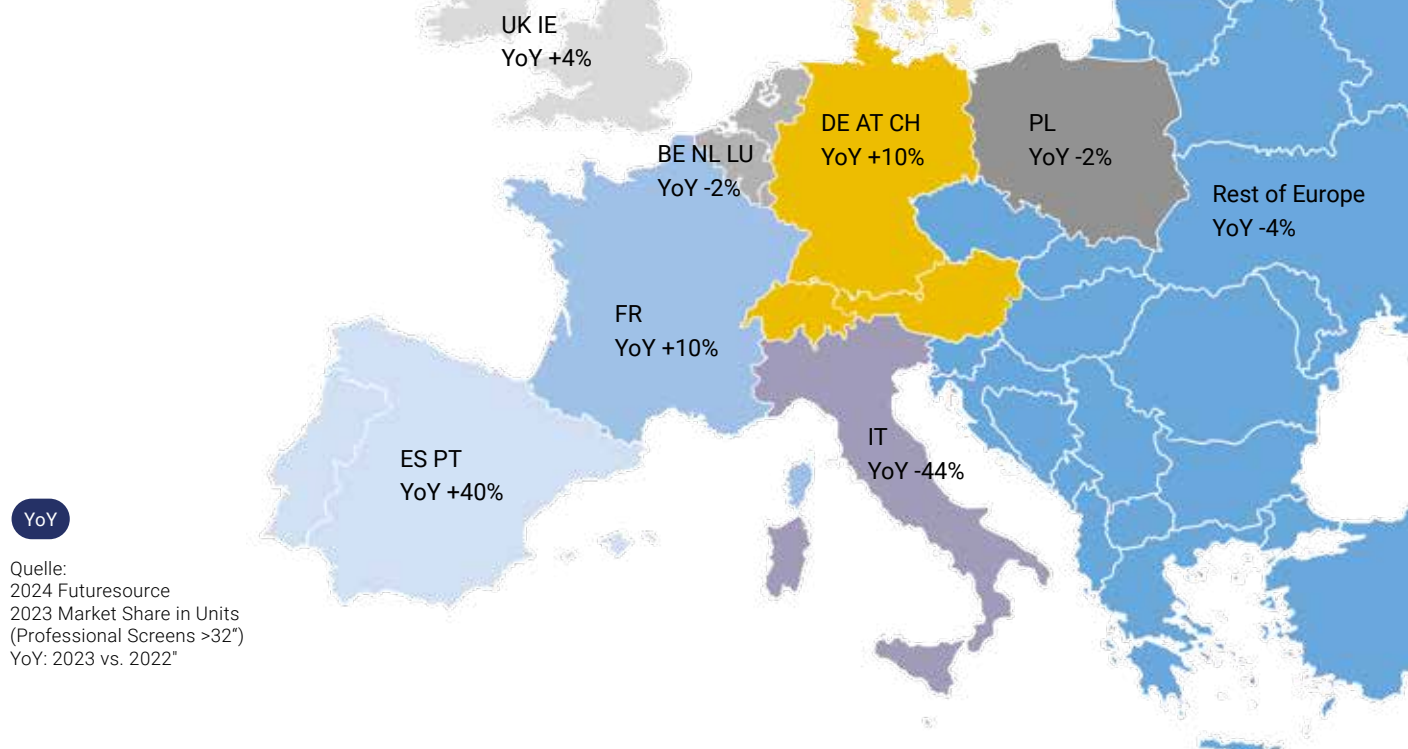 UK IE
YoY +4%
DE AT CH
YoY +10%
PL
YoY -2%
BE NL LU
YoY -2%
Rest of Europe
YoY -4%
FR
YoY +10%
IT
YoY -44%
ES PT
YoY +40%
YoY
Quelle:
2024 Futuresource
2023 Market Share in Units
(Professional Screens >32“)
YoY: 2023 vs. 2022"